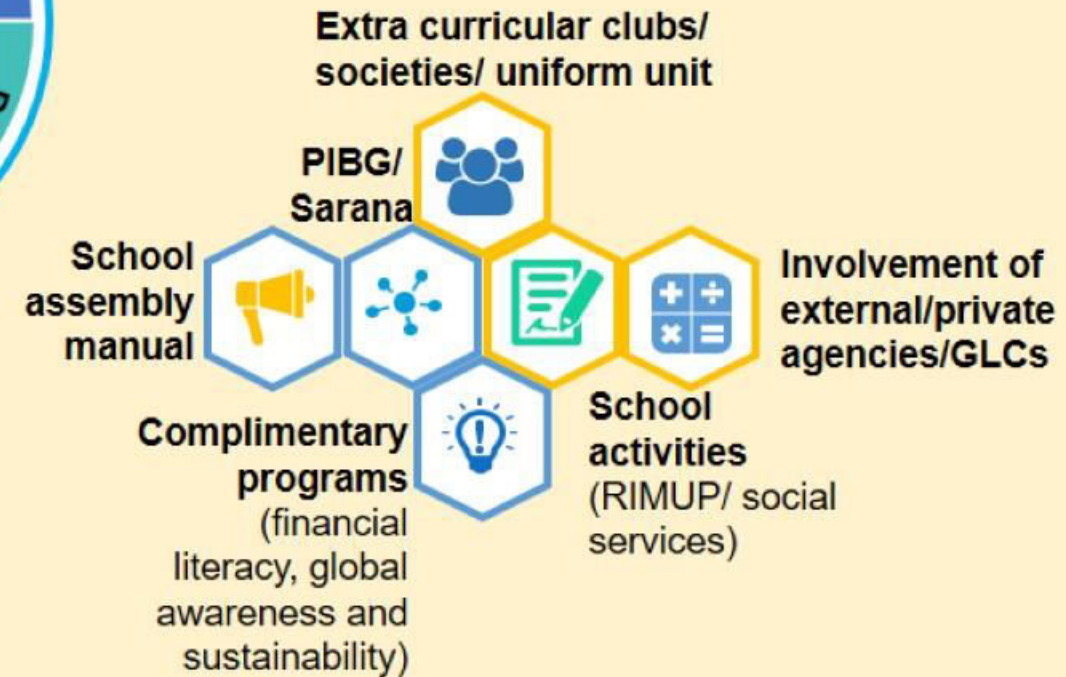 Extra curricular clubs/
societies/ uniform unit
PIBG/
Sarana
School
assembly
manual
Involvement of
external/private
agencies/GLCs
Complimentary
programs
(financial
literacy, global
awareness and
sustainability)
School
activities
(RIMUP/ social
services)